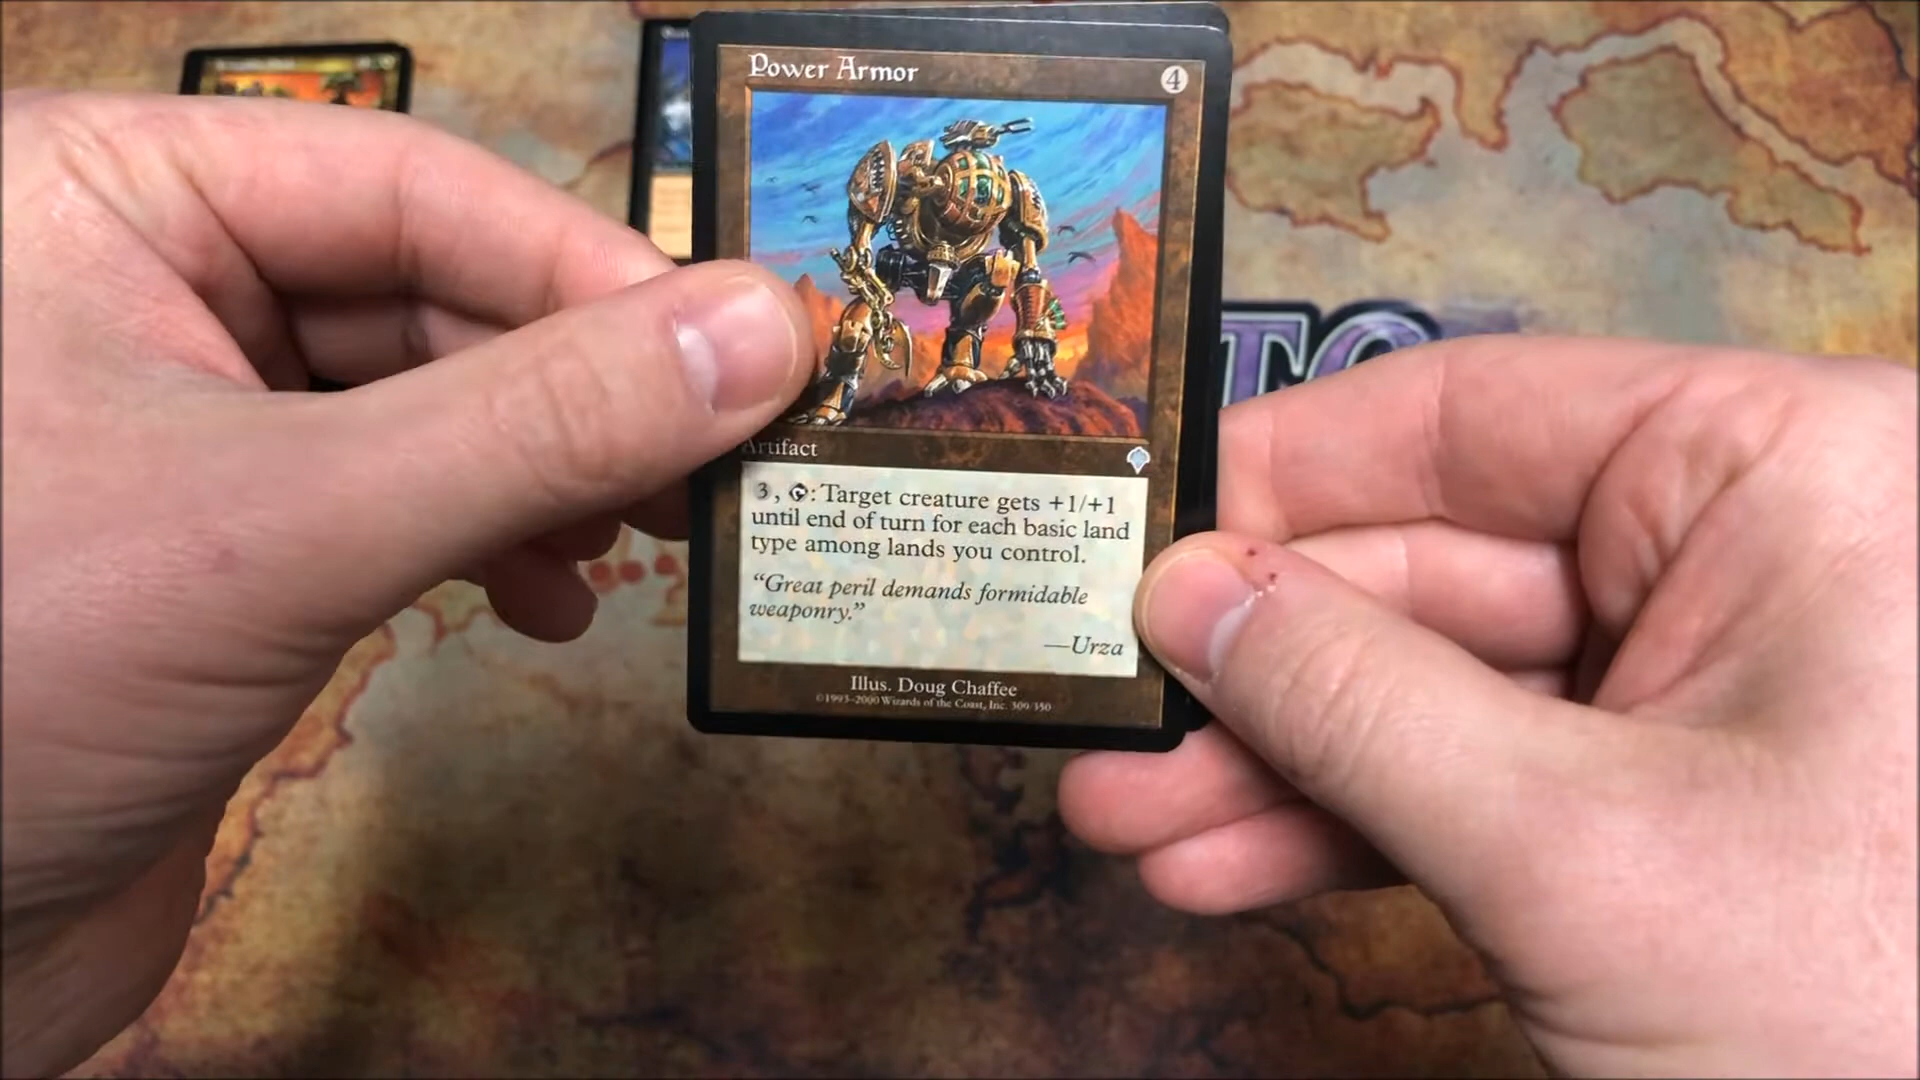 Power Armor 4
Artifact
3, : Target creature gets +1/+1
until end of turn for each basic land
type among lands you control.
“Great peril demands formidable
weaponry.”
—Urza
Illus. Doug Chaffee
©1993–2000 Wizards of the Coast, Inc. 309/350